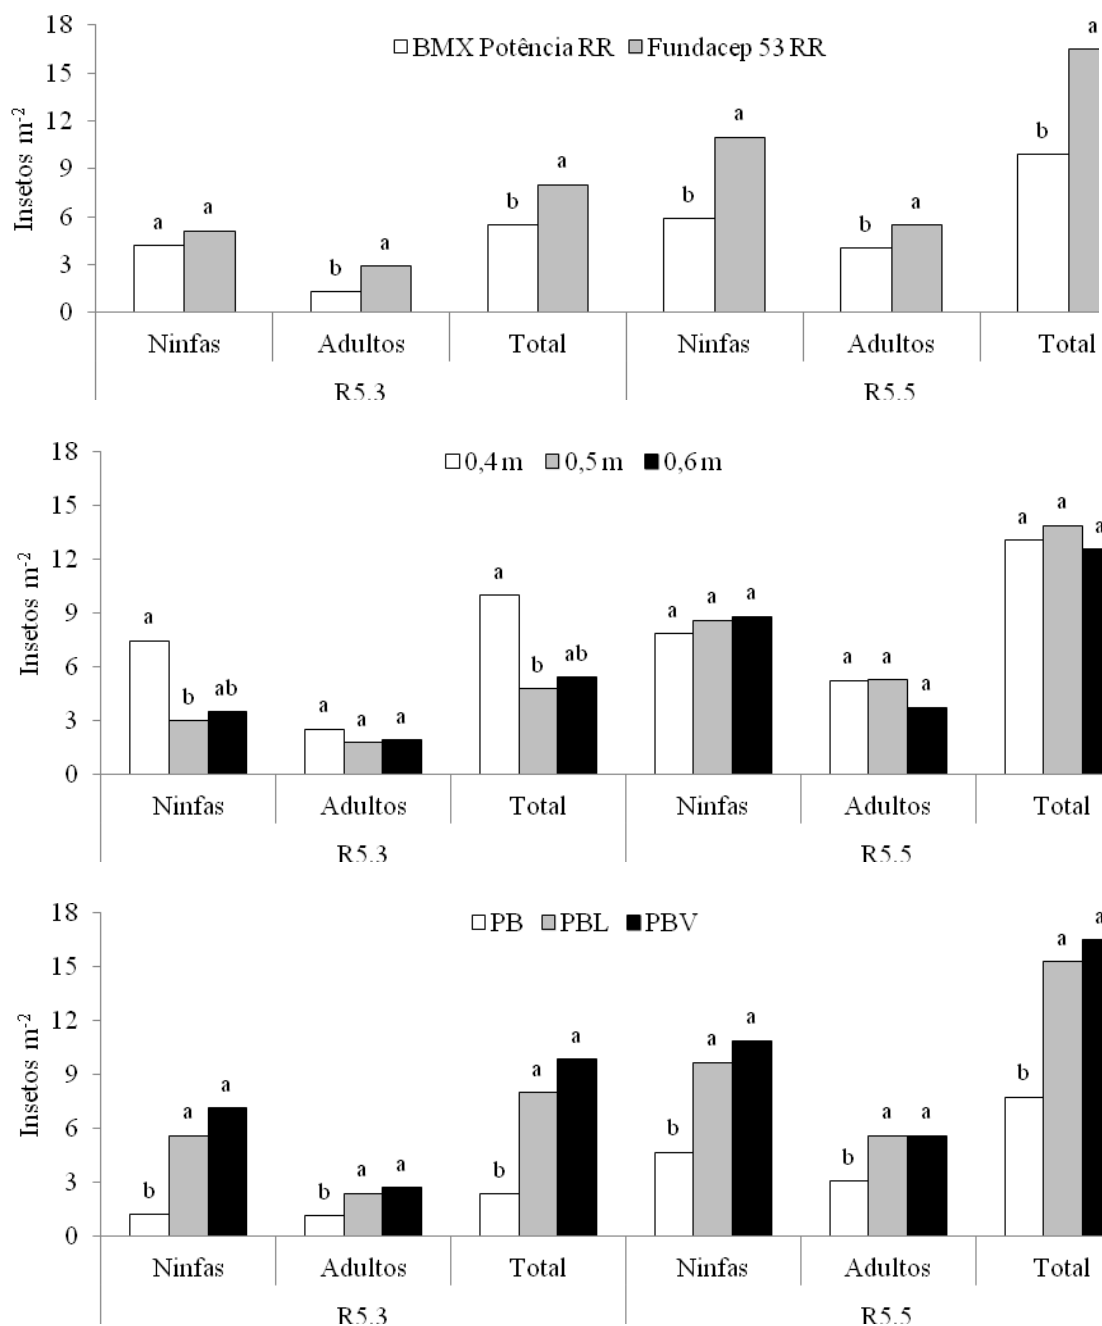 18
BMX Potência RR Fundacep 53 RR a
15
12 a
Insetos m-2
b
9 a
6 a a b b b a
3 b a
0
Ninfas Adultos Total Ninfas Adultos Total
R5.3 R5.5
18
0,4 m 0,5 m 0,6 m
15 a a a
12
Insetos m-2
a
9 a a a
a a a
6 b ab
b ab a
3 a a a
0
Ninfas Adultos Total Ninfas Adultos Total
R5.3 R5.5
18
PB PBL PBV a
15 a
12
Insetos m-2
a a
9 a a
6 a a b a a b
3 b b a a b b
0
Ninfas Adultos Total Ninfas Adultos Total
R5.3 R5.5